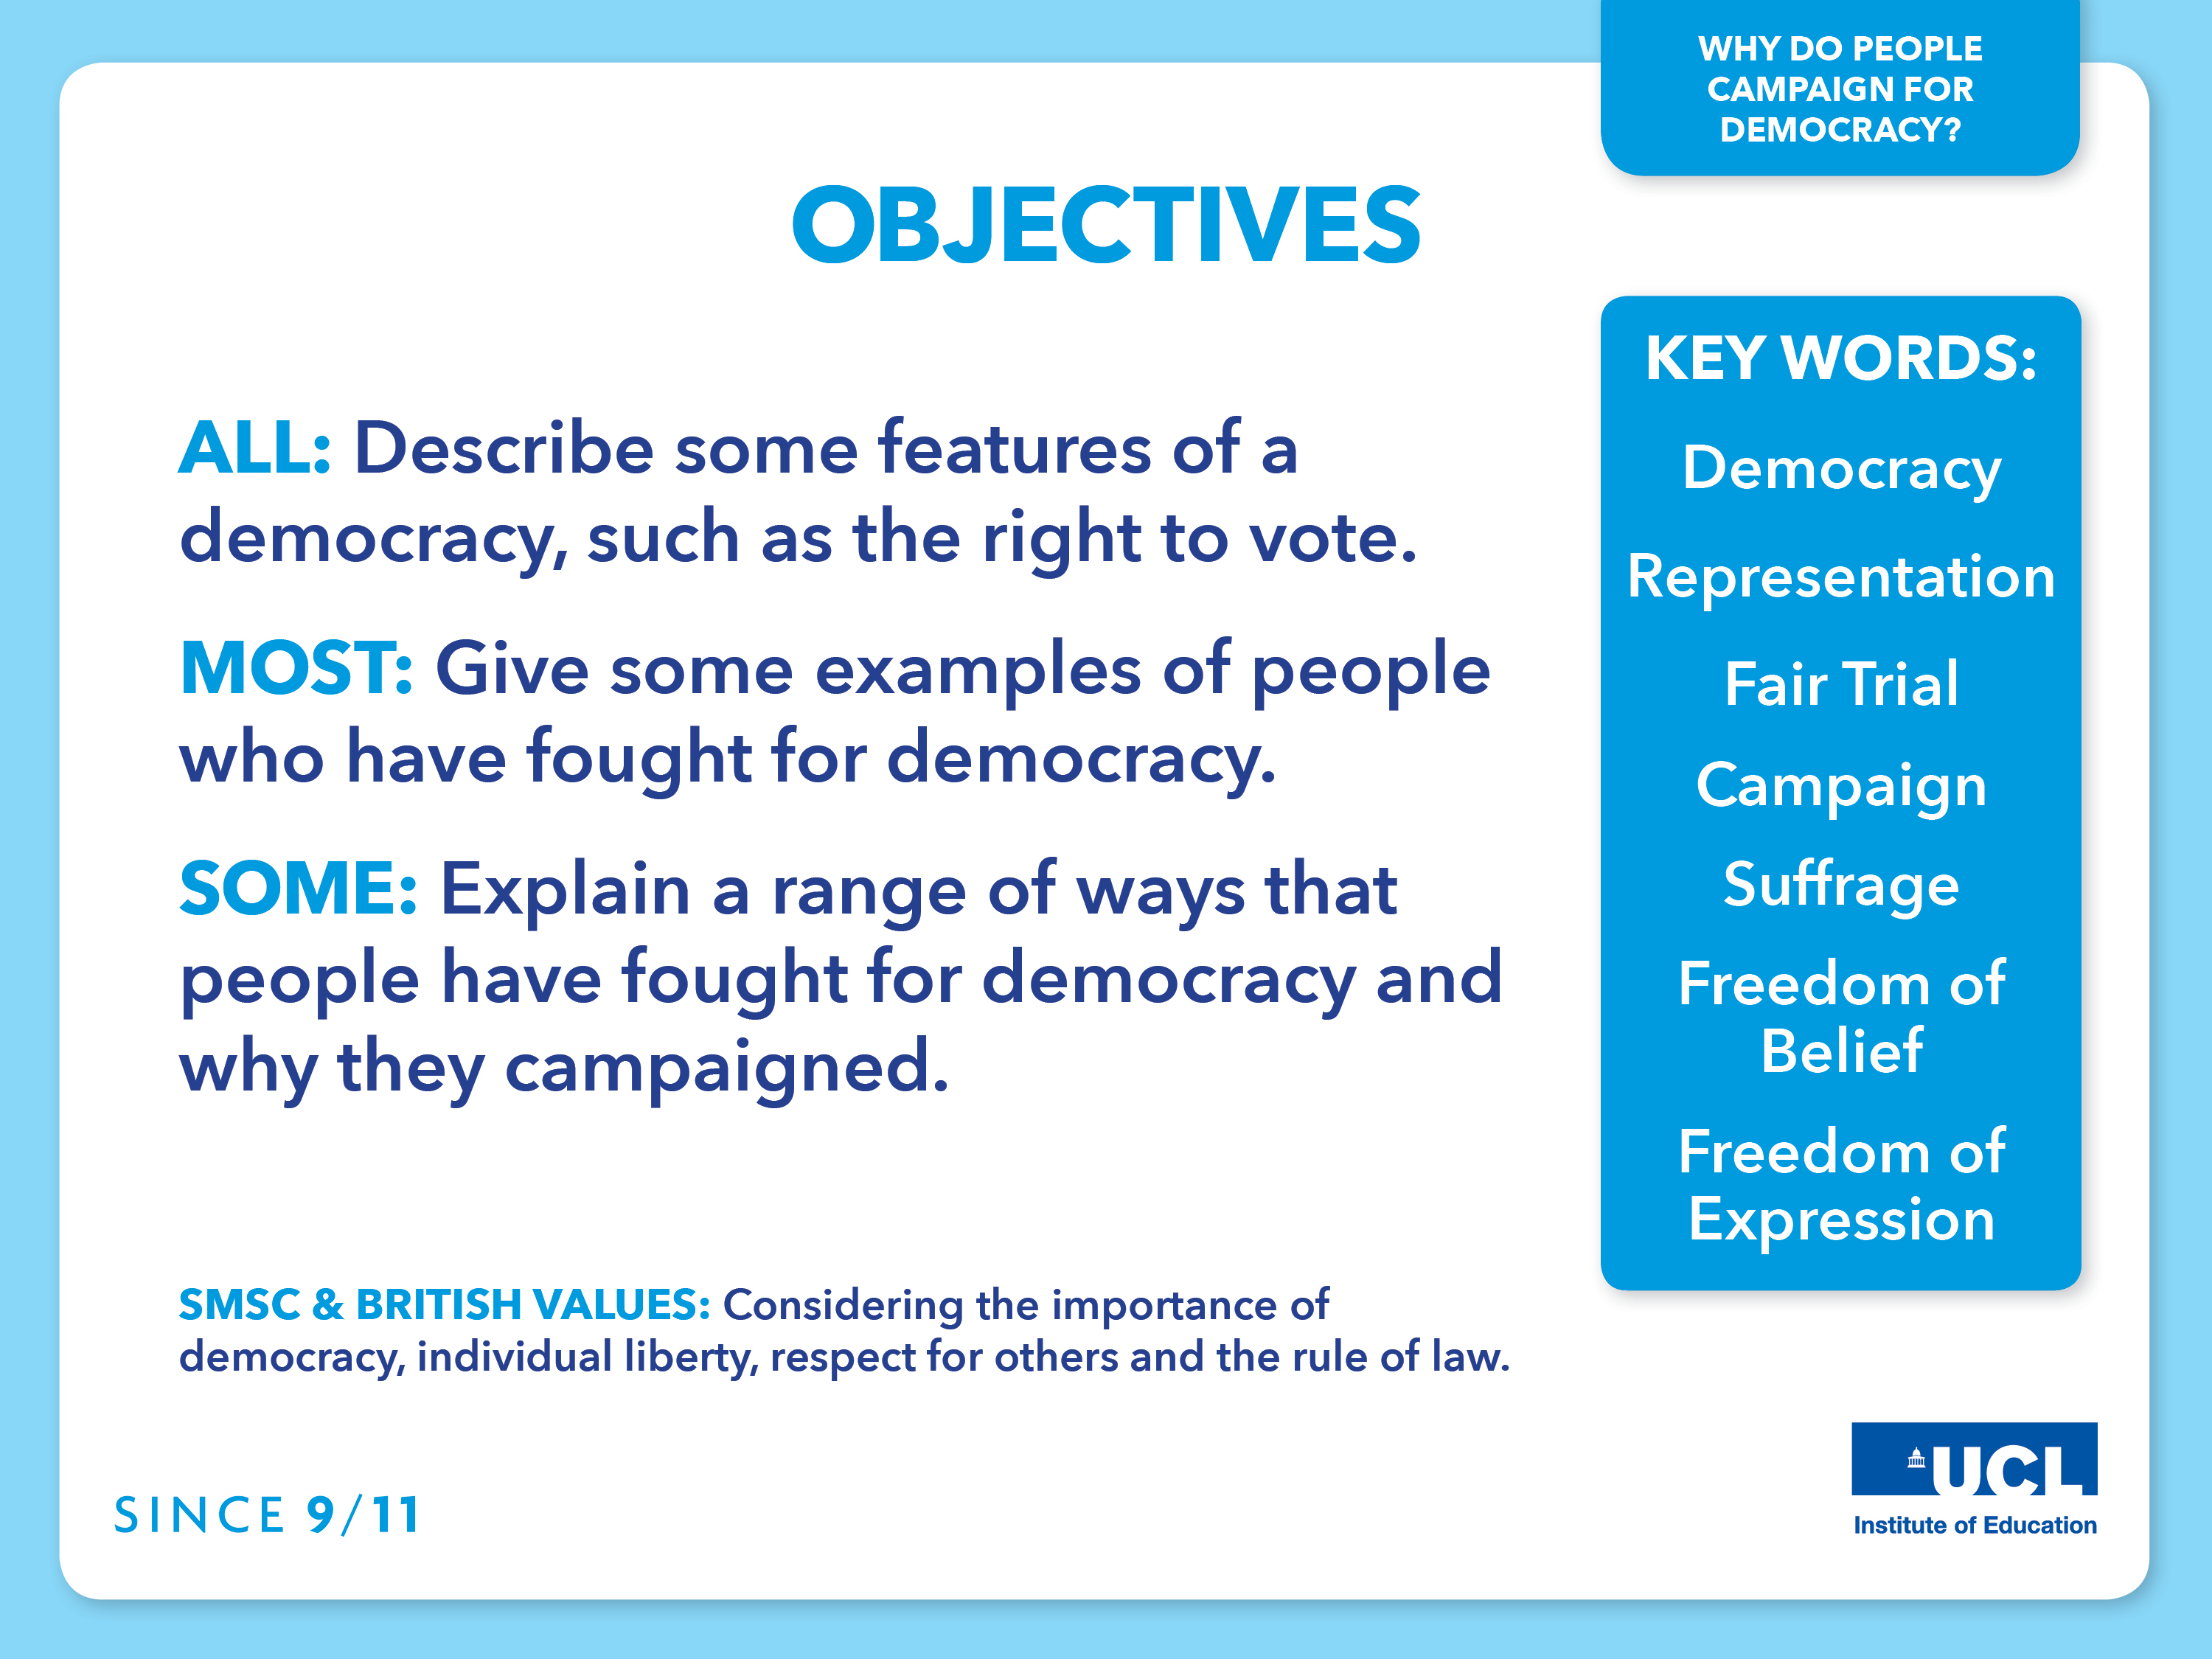 WHY DO PEOPLE
CAMPAIGN FOR
DEMOCRACY?
OBJECTIVES
ALL: Describe some features of a
democracy, such as the right to vote.
MOST: Give some examples of people
who have fought for democracy.
SOME: Explain a range of ways that
people have fought for democracy and
why they campaigned.
SMSC & BRITISH VALUES: Considering the importance of
democracy, individual liberty, respect for others and the rule of law.
KEY WORDS:
Democracy
Representation
Fair Trial
Campaign
Suffrage
Freedom of
Belief
Freedom of
Expression
SINCE 9/11
UCL
Institute of Education